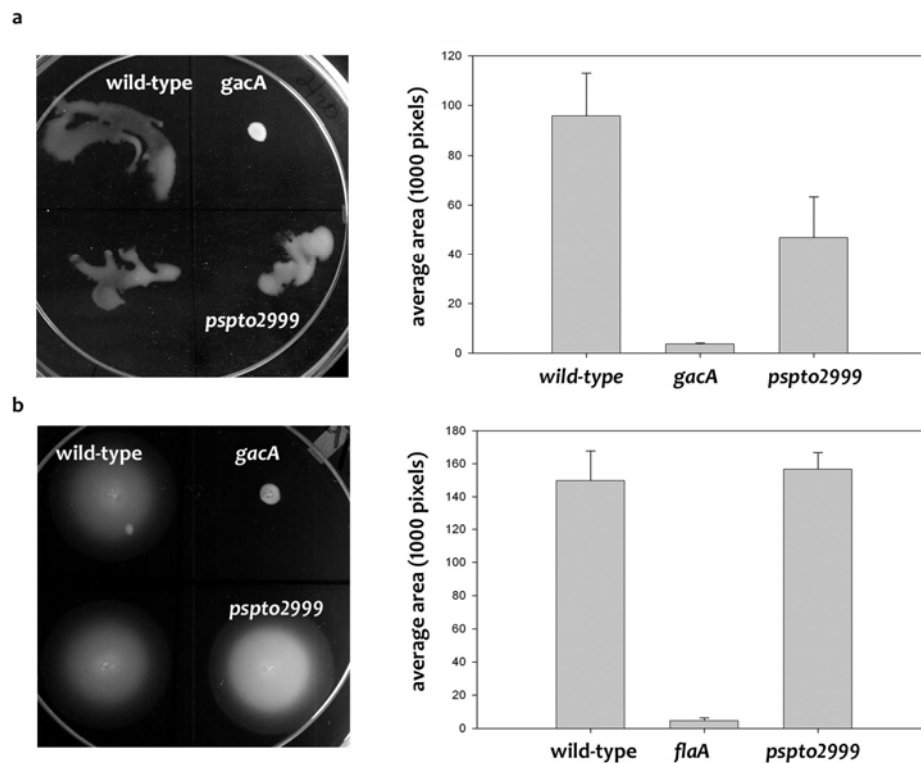 a
wild-type gacA
pspto2999
average area (1000 pixels)
120
100
80
60
40
20
0
wild-type gacA pspto2999
b
wild-type gacA
pspto2999
average area (1000 pixels)
180
160
140
120
100
80
60
40
20
0
wild-type flaA pspto2999